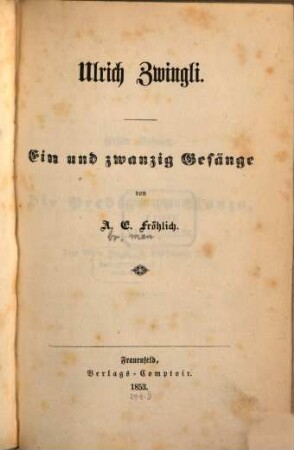 Ulrich Zwingli.
Ein und zwanzig Gesänge
von
A. E. Fröhlich.
Frauenfeld,
Verlags-Comptoir.
1853.